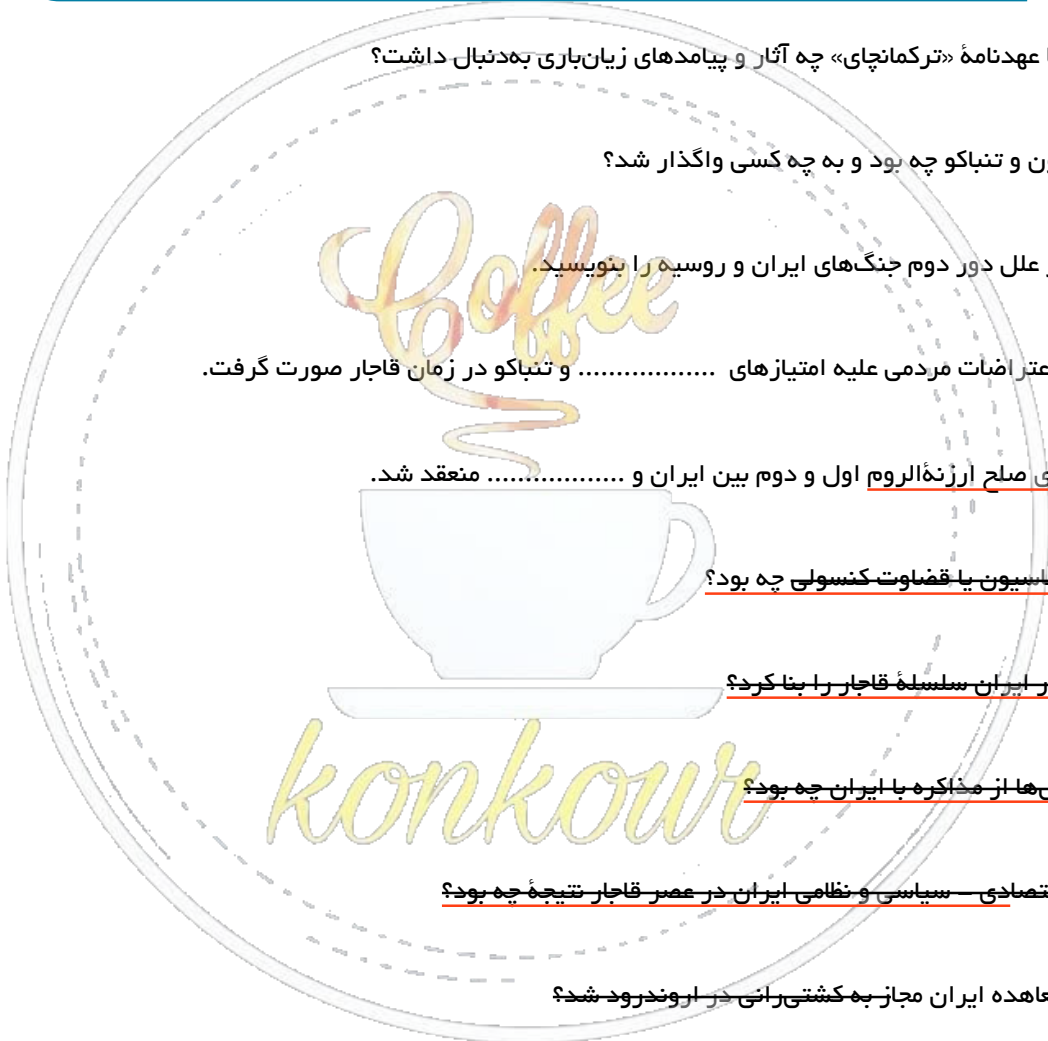 عهدنامهٔ «ترکمانچای» چه آثار و پیامدهای زیان‌باری به‌دنبال داشت؟
و تنباکو چه بود و به چه کسی واگذار شد؟
علل دور دوم جنگ‌های ایران و روسیه را بنویسید.
اعتراضات مردمی علیه امتیازهای .................. و تنباکو در زمان قاجار صورت گرفت.
صلح ارزنة‌الروم اول و دوم بین ایران و .................. منعقد شد.
یا قضاوت کنسولی چه بود؟
ایران سلسلهٔ قاجار را بنا کرد؟
از مذاکره با ایران چه بود؟
سیاسی و نظامی ایران در عصر قاجار نتیجهٔ چه بود؟
ایران مجاز به کشتی‌رانی در اروندرود شد؟
Coffee
konkour